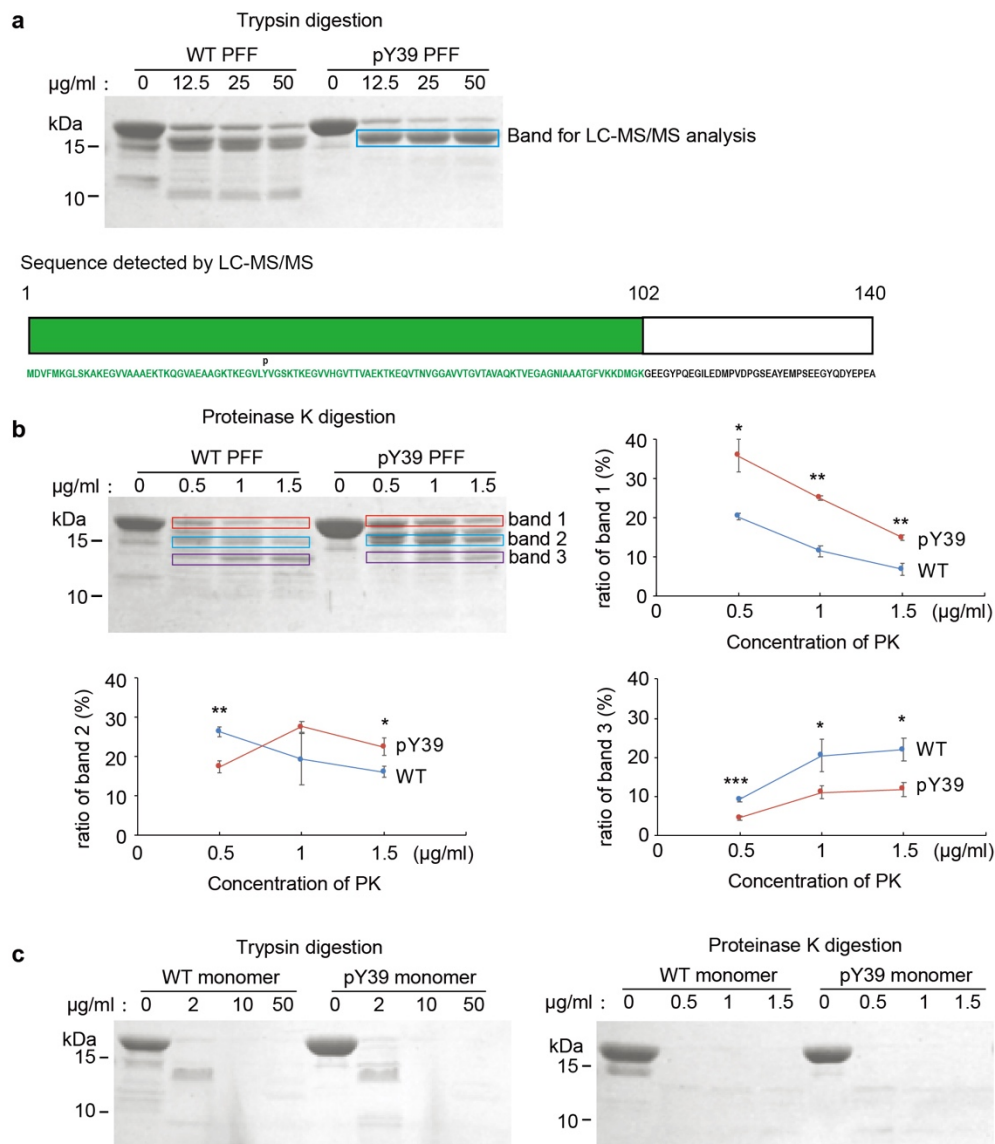 a
Trypsin digestion
WT PFF pY39 PFF
µg/ml : 0 12.5 25 50 0 12.5 25 50
kDa
15
10
Band for LC-MS/MS analysis
Sequence detected by LC-MS/MS
1 102 140
p
MDVFMKGLSKAKEGVVAAAEKTKQGVAEAAGKTKEGVLYVGSKTKEGVVHGVTTVAEKTKEQVTNVGGAVVTGVTAVAQKTVEGAGNIAAATGFVKKDMGKGEEGYPQEGILEDMPVDPGSEAYEMPSEEGYQDYEPEA
b
Proteinase K digestion
WT PFF pY39 PFF
µg/ml : 0 0.5 1 1.5 0 0.5 1 1.5
kDa
15
10
band 1
band 2
band 3
ratio of band 1 (%)
40
30
20
10
0
* ** **
pY39
WT
0 0.5 1 1.5 (µg/ml)
Concentration of PK
ratio of band 2 (%)
40
30
20
10
0
** *
pY39
WT
0 0.5 1 1.5 (µg/ml)
Concentration of PK
ratio of band 3 (%)
40
30
20
10
0
*** * *
WT
pY39
0 0.5 1 1.5 (µg/ml)
Concentration of PK
c
Trypsin digestion
WT monomer pY39 monomer
µg/ml : 0 2 10 50 0 2 10 50
kDa
15
10
Proteinase K digestion
WT monomer pY39 monomer
µg/ml : 0 0.5 1 1.5 0 0.5 1 1.5
kDa
15
10